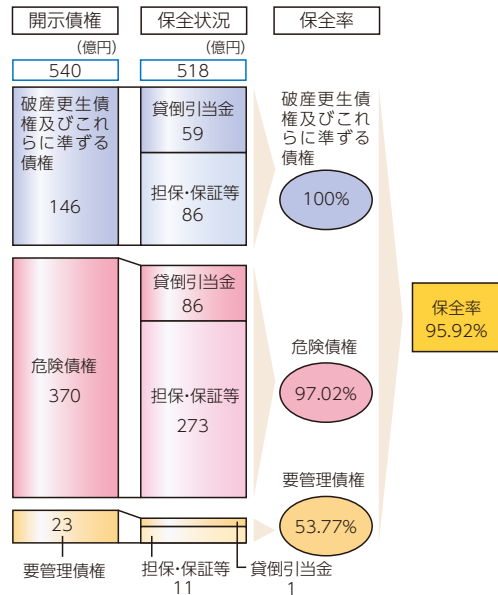 開示債権 保全状況 保全率
(億円) (億円)
540 518
破産更生債
権及びこれ
らに準ずる
債権
146
貸倒引当金
59
担保・保証等
86
破産更生債
権及びこれ
らに準ずる
債権
100%
危険債権
370
貸倒引当金
86
担保・保証等
273
危険債権
97.02%
保全率
95.92%
23
要管理債権
担保・保証等
11
貸倒引当金
1
要管理債権
53.77%